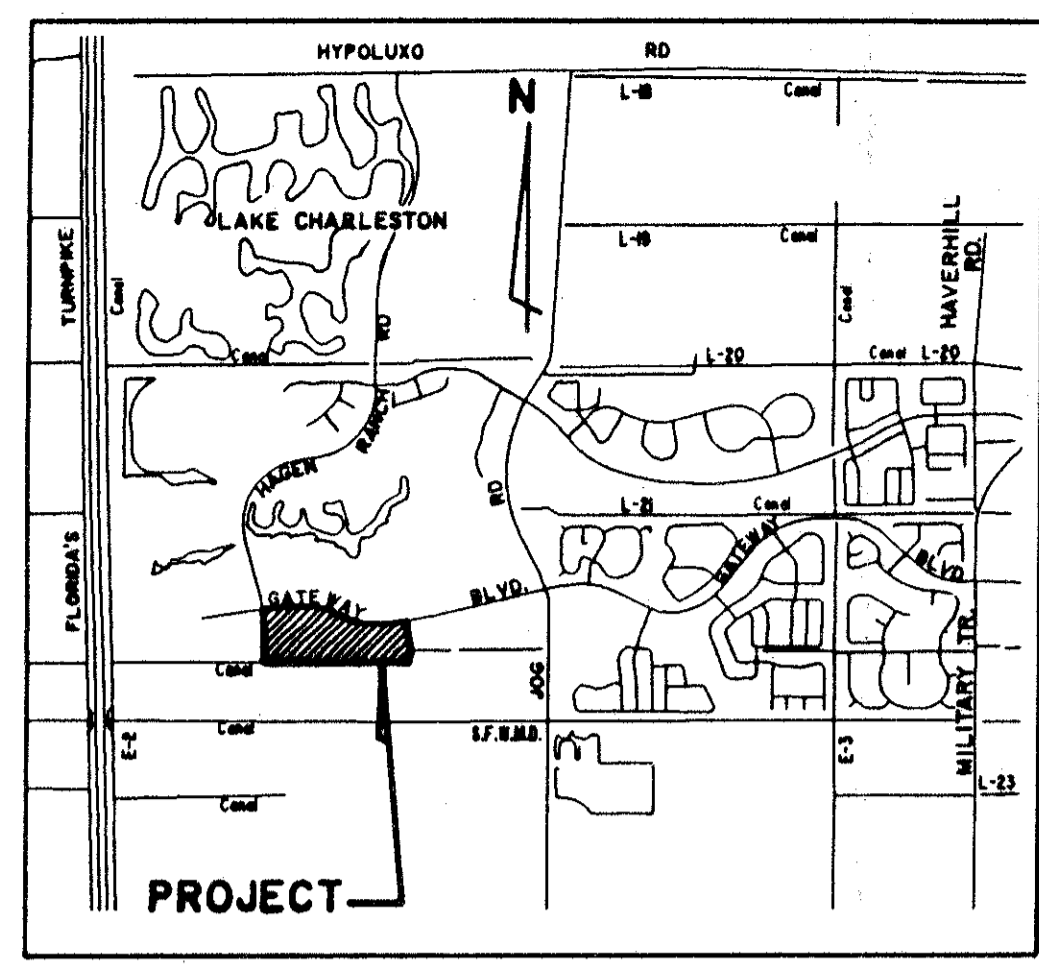 HYPOLUXO RD
N
L-18 Canal
LAKE CHARLESTON
L-19 Canal
TURNPIKE
Canal
HAVERHILL RD.
Canal
RD
Canal
L-20
Canal L-20
RANCH
HAGEN
RD
L-21 Canal
GATEWAY
FLORIDA'S
GATEWAY BLVD.
BLVD
Canal
JOG
MILITARY TR.
Canal
S.F.W.M.D.
E-2
E-3
Canal
L-23
PROJECT